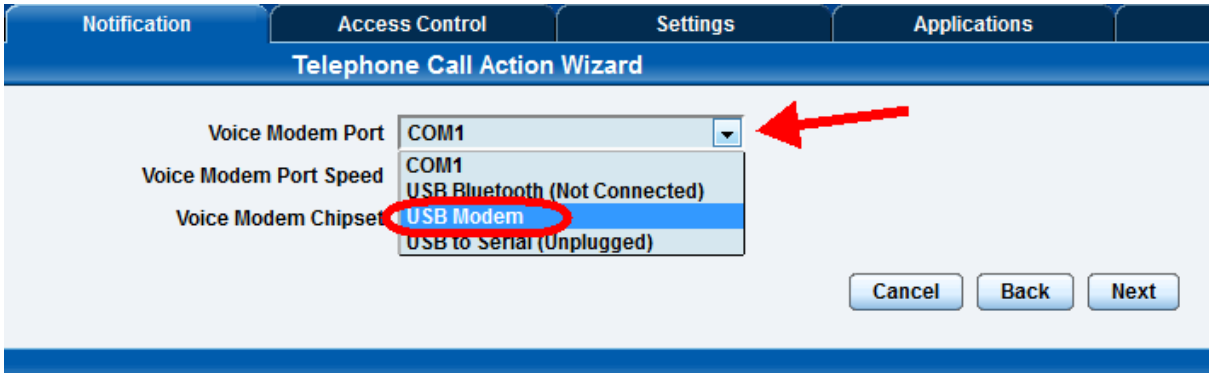 Notification Access Control Settings Applications
Telephone Call Action Wizard
Voice Modem Port COM1
Voice Modem Port Speed COM1
USB Bluetooth (Not Connected)
Voice Modem Chipset USB Modem
USB to Serial (Unplugged)
Cancel Back Next